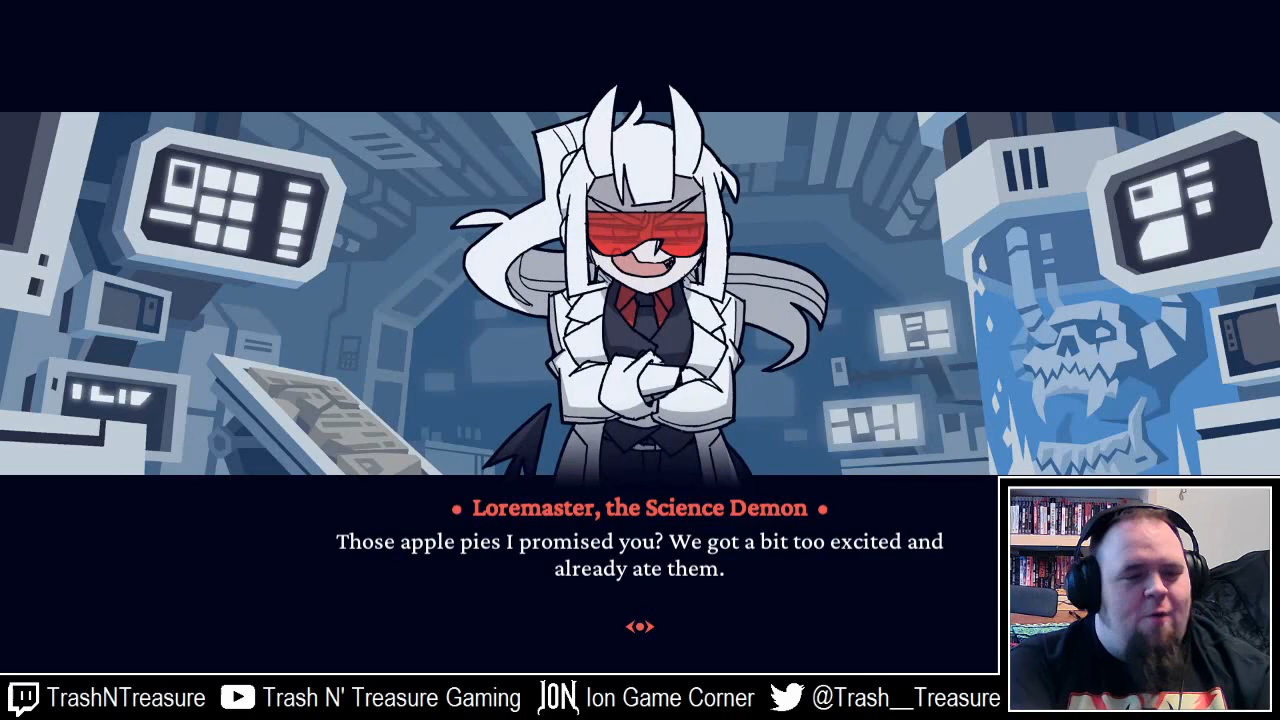 • Loremaster, the Science Demon •
Those apple pies I promised you? We got a bit too excited and
already ate them.
TrashNTreasure Trash N' Treasure Gaming ION Ion Game Corner @Trash__Treasure